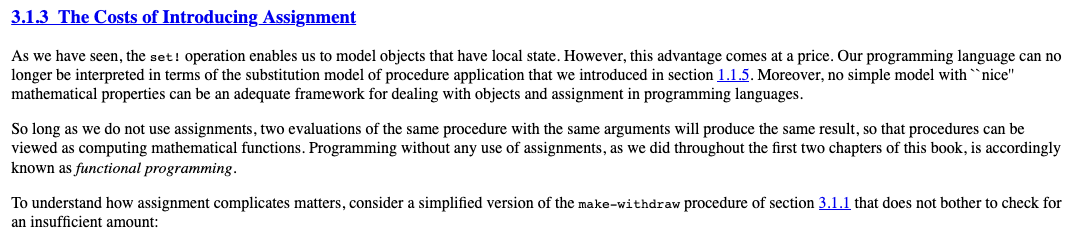 3.1.3  The Costs of Introducing Assignment
As we have seen, the set! operation enables us to model objects that have local state. However, this advantage comes at a price. Our programming language can no
longer be interpreted in terms of the substitution model of procedure application that we introduced in section 1.1.5. Moreover, no simple model with ``nice''
mathematical properties can be an adequate framework for dealing with objects and assignment in programming languages.
So long as we do not use assignments, two evaluations of the same procedure with the same arguments will produce the same result, so that procedures can be
viewed as computing mathematical functions. Programming without any use of assignments, as we did throughout the first two chapters of this book, is accordingly
known as functional programming.
To understand how assignment complicates matters, consider a simplified version of the make-withdraw procedure of section 3.1.1 that does not bother to check for
an insufficient amount: